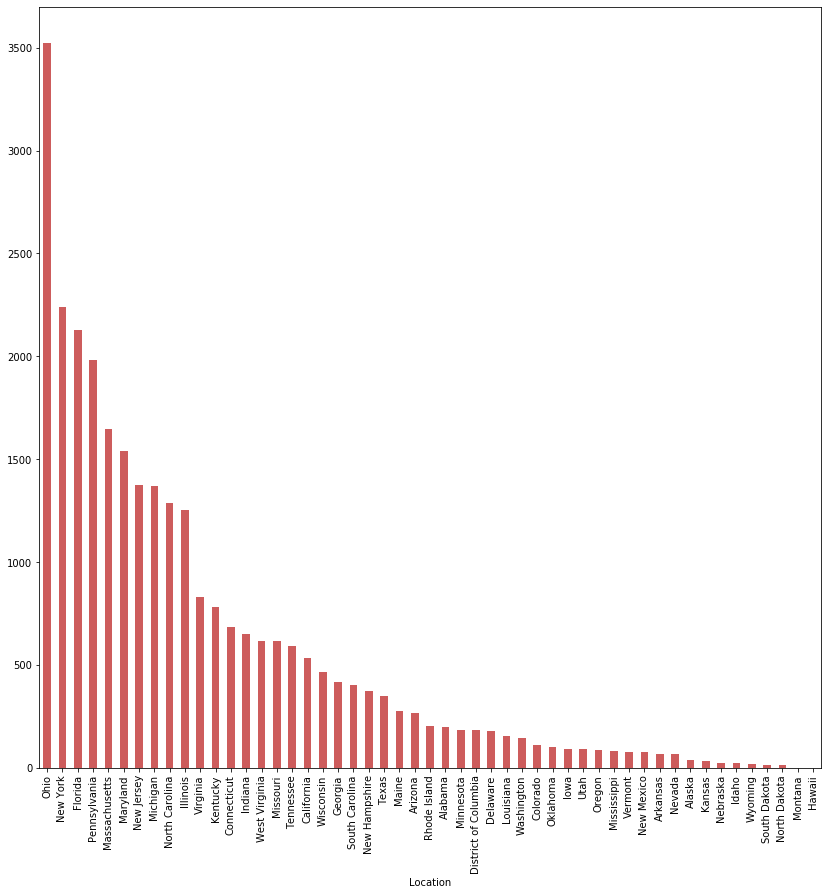 3500
3000
2500
2000
1500
1000
500
0
Ohio
New York
Florida
Pennsylvania
Massachusetts
Maryland
New Jersey
Michigan
North Carolina
Illinois
Virginia
Kentucky
Connecticut
Indiana
West Virginia
Missouri
Tennessee
California
Wisconsin
Georgia
South Carolina
New Hampshire
Texas
Maine
Arizona
Rhode Island
Alabama
Minnesota
District of Columbia
Delaware
Louisiana
Washington
Colorado
Oklahoma
Iowa
Utah
Oregon
Mississippi
Vermont
New Mexico
Arkansas
Nevada
Alaska
Kansas
Nebraska
Idaho
Wyoming
South Dakota
North Dakota
Montana
Hawaii
Location